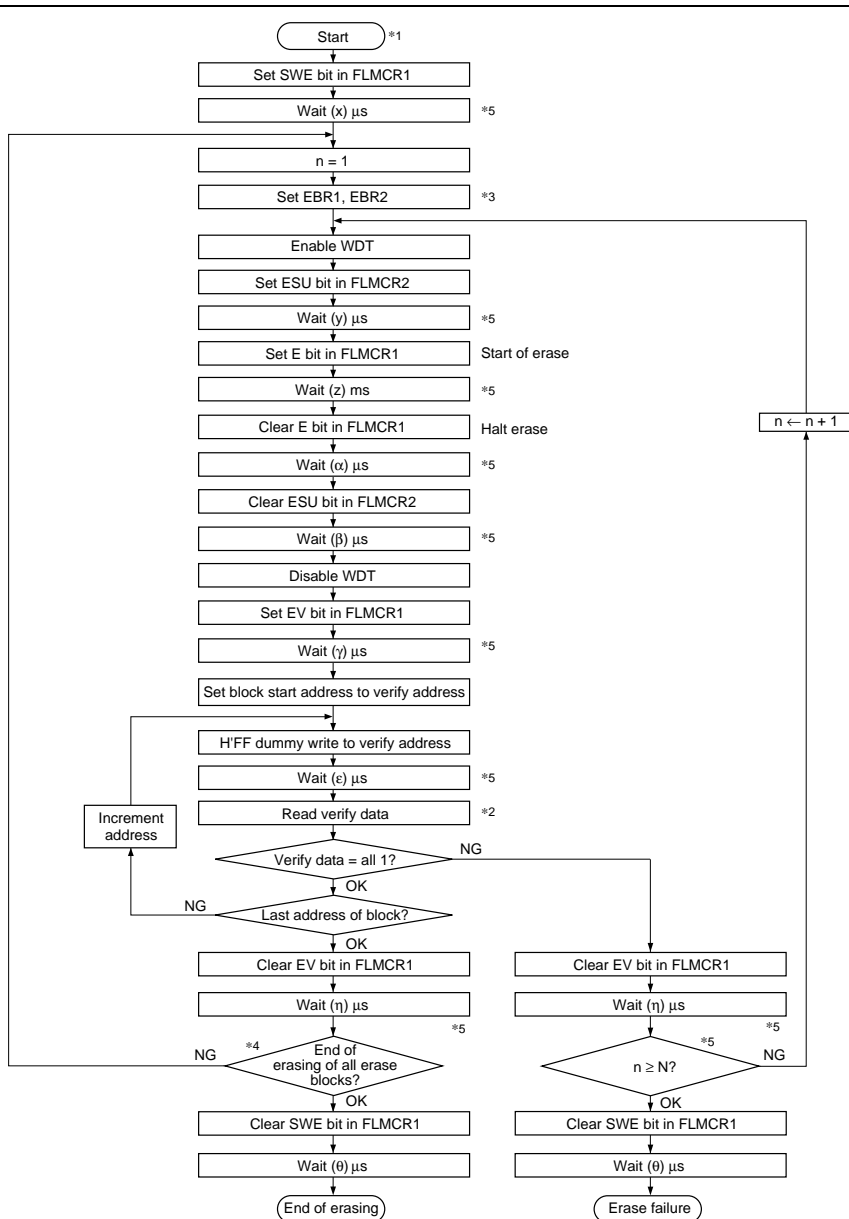 Start *1
Set SWE bit in FLMCR1
Wait (x) μs *5
n = 1
Set EBR1, EBR2 *3
Enable WDT
Set ESU bit in FLMCR2
Wait (y) μs *5
Set E bit in FLMCR1 Start of erase
Wait (z) ms *5
n ← n + 1
Clear E bit in FLMCR1 Halt erase
Wait (α) μs *5
Clear ESU bit in FLMCR2
Wait (β) μs *5
Disable WDT
Set EV bit in FLMCR1
Wait (γ) μs *5
Set block start address to verify address
H'FF dummy write to verify address
Wait (ε) μs *5
Increment
address
Read verify data *2
Verify data = all 1? NG
OK
NG Last address of block?
OK
Clear EV bit in FLMCR1
Wait (η) μs
*5
NG *4
End of
erasing of all erase
blocks?
OK
Clear SWE bit in FLMCR1
Wait (θ) μs
End of erasing
Clear EV bit in FLMCR1
Wait (η) μs
*5
*5
n ≥ N? NG
OK
Clear SWE bit in FLMCR1
Wait (θ) μs
Erase failure